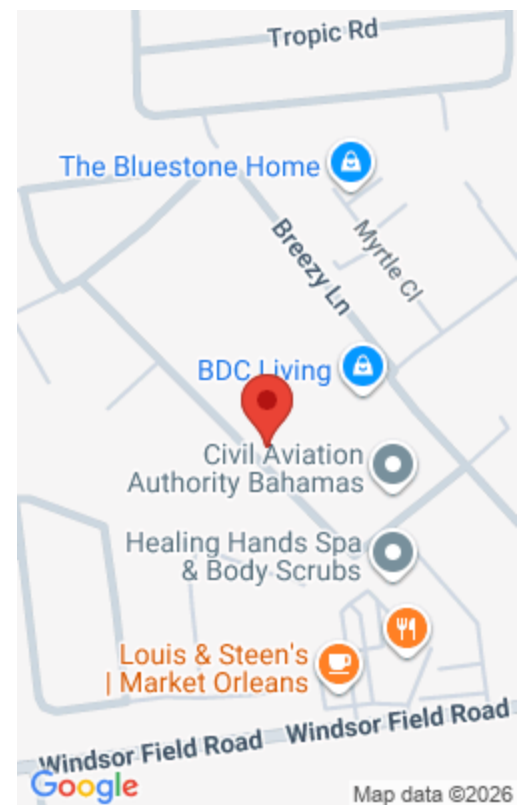 Tropic Rd
The Bluestone Home
Myrtle Cl
Breezy Ln
BDC Living
Civil Aviation
Authority Bahamas
Healing Hands Spa
& Body Scrubs
Louis & Steen's
| Market Orleans
Windsor Field Road
Windsor Field Road
Google
Map data ©2026